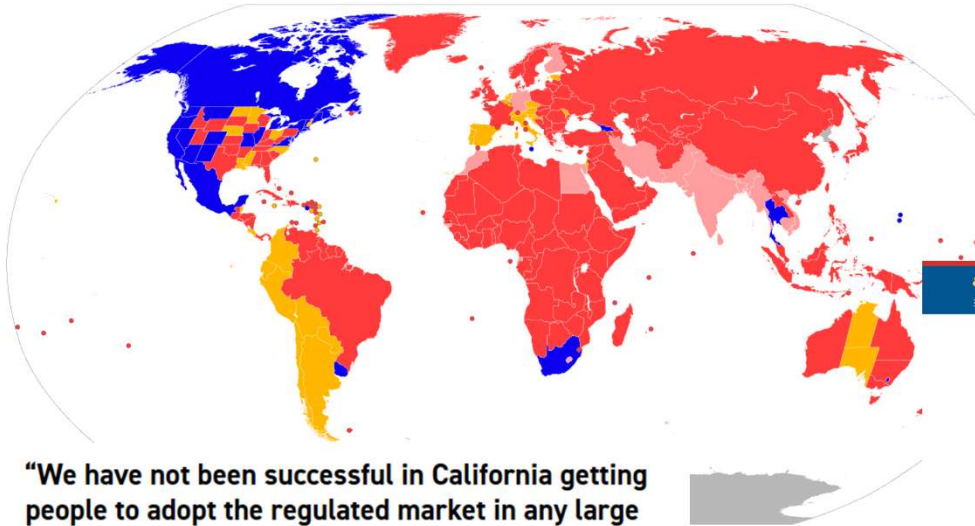 “We have not been successful in California getting
people to adopt the regulated market in any large